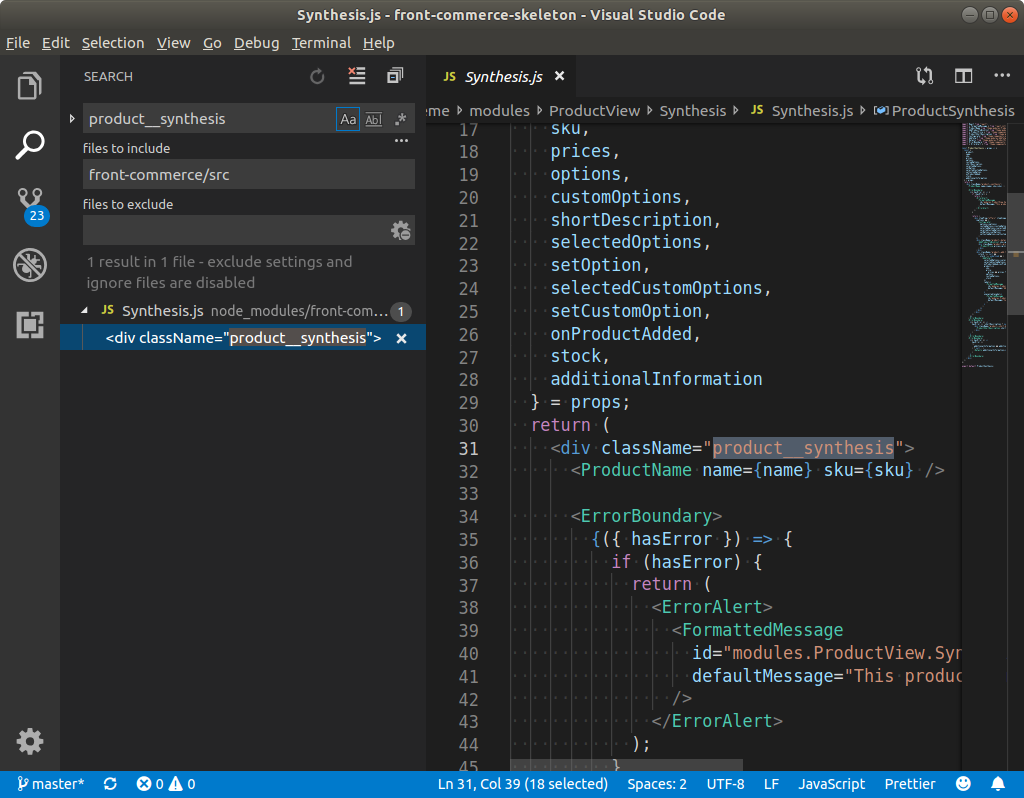 Synthesis.js - front-commerce-skeleton - Visual Studio Code
File Edit Selection View Go Debug Terminal Help
SEARCH
product__synthesis Aa Abl .*
files to include
front-commerce/src
files to exclude
1 result in 1 file - exclude settings and
ignore files are disabled
JS Synthesis.js node_modules/front-com... 1
<div className="product__synthesis">
23
JS Synthesis.js
eme modules ProductView Synthesis JS Synthesis.js ProductSynthesis
17 sku,
18 prices,
19 options,
20 customOptions,
21 shortDescription,
22 selectedOptions,
23 setOption,
24 selectedCustomOptions,
25 setCustomOption,
26 onProductAdded,
27 stock,
28 additionalInformation
29 } = props;
30 return (
31 <div className="product__synthesis">
32 <ProductName name={name} sku={sku} />
33
34 <ErrorBoundary>
35 {({ hasError }) => {
36 if (hasError) {
37 return (
38 <ErrorAlert>
39 <FormattedMessage
40 id="modules.ProductView.Syn
41 defaultMessage="This produc
42 />
43 </ErrorAlert>
44 );
45 }
master* 0 0 Ln 31, Col 39 (18 selected) Spaces: 2 UTF-8 LF JavaScript Prettier